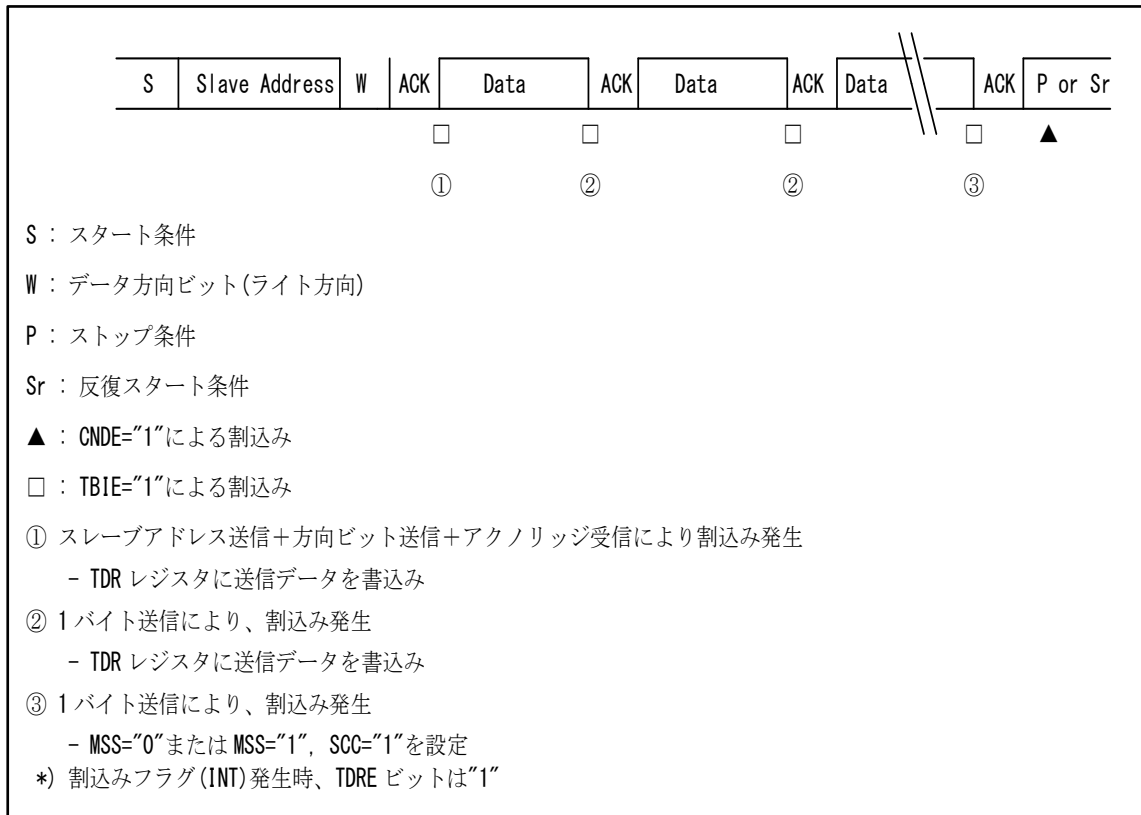 S Slave Address W ACK Data ACK Data ACK Data ACK P or Sr
□ □ □ □ ▲
① ② ② ③
S : スタート条件
W : データ方向ビット(ライト方向)
P : ストップ条件
Sr : 反復スタート条件
▲ : CNDE="1"による割込み
□ : TBIE="1"による割込み
① スレーブアドレス送信+方向ビット送信+アクノリッジ受信により割込み発生
- TDR レジスタに送信データを書込み
② 1 バイト送信により、割込み発生
- TDR レジスタに送信データを書込み
③ 1 バイト送信により、割込み発生
- MSS="0"または MSS="1", SCC="1"を設定
*) 割込みフラグ(INT)発生時、TDRE ビットは"1"